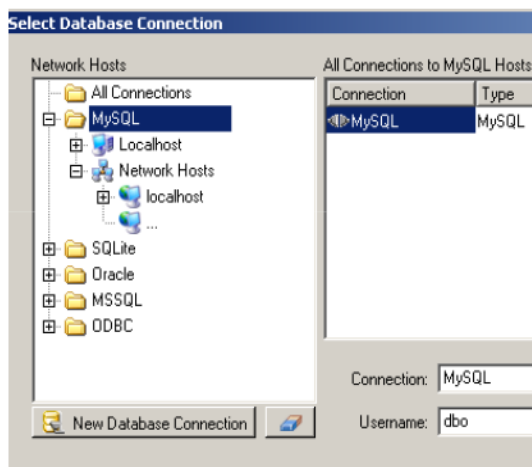 Select Database Connection
Network Hosts
All Connections
MySQL
Localhost
Network Hosts
localhost
...
SQLite
Oracle
MSSQL
ODBC
New Database Connection
All Connections to MySQL Hosts
Connection Type
MySQL MySQL
Connection: MySQL
Username: dbo